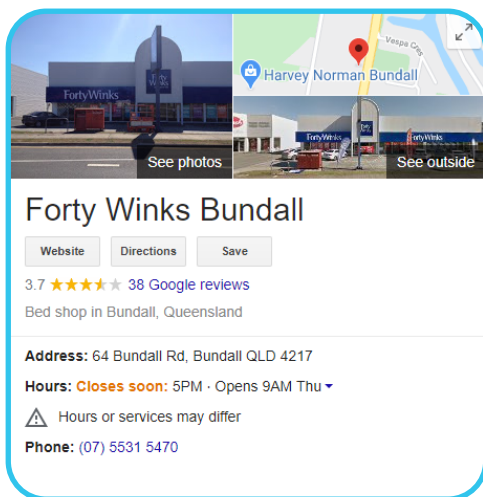 Vespa Cres
Harvey Norman Bundall
FortyWinks
Forty Winks
FortyWinks
FortyWinks
See photos
See outside
Forty Winks Bundall
Website
Directions
Save
3.7
38 Google reviews
Bed shop in Bundall, Queensland
Address: 64 Bundall Rd, Bundall QLD 4217
Hours: Closes soon: 5PM · Opens 9AM Thu
Hours or services may differ
Phone: (07) 5531 5470